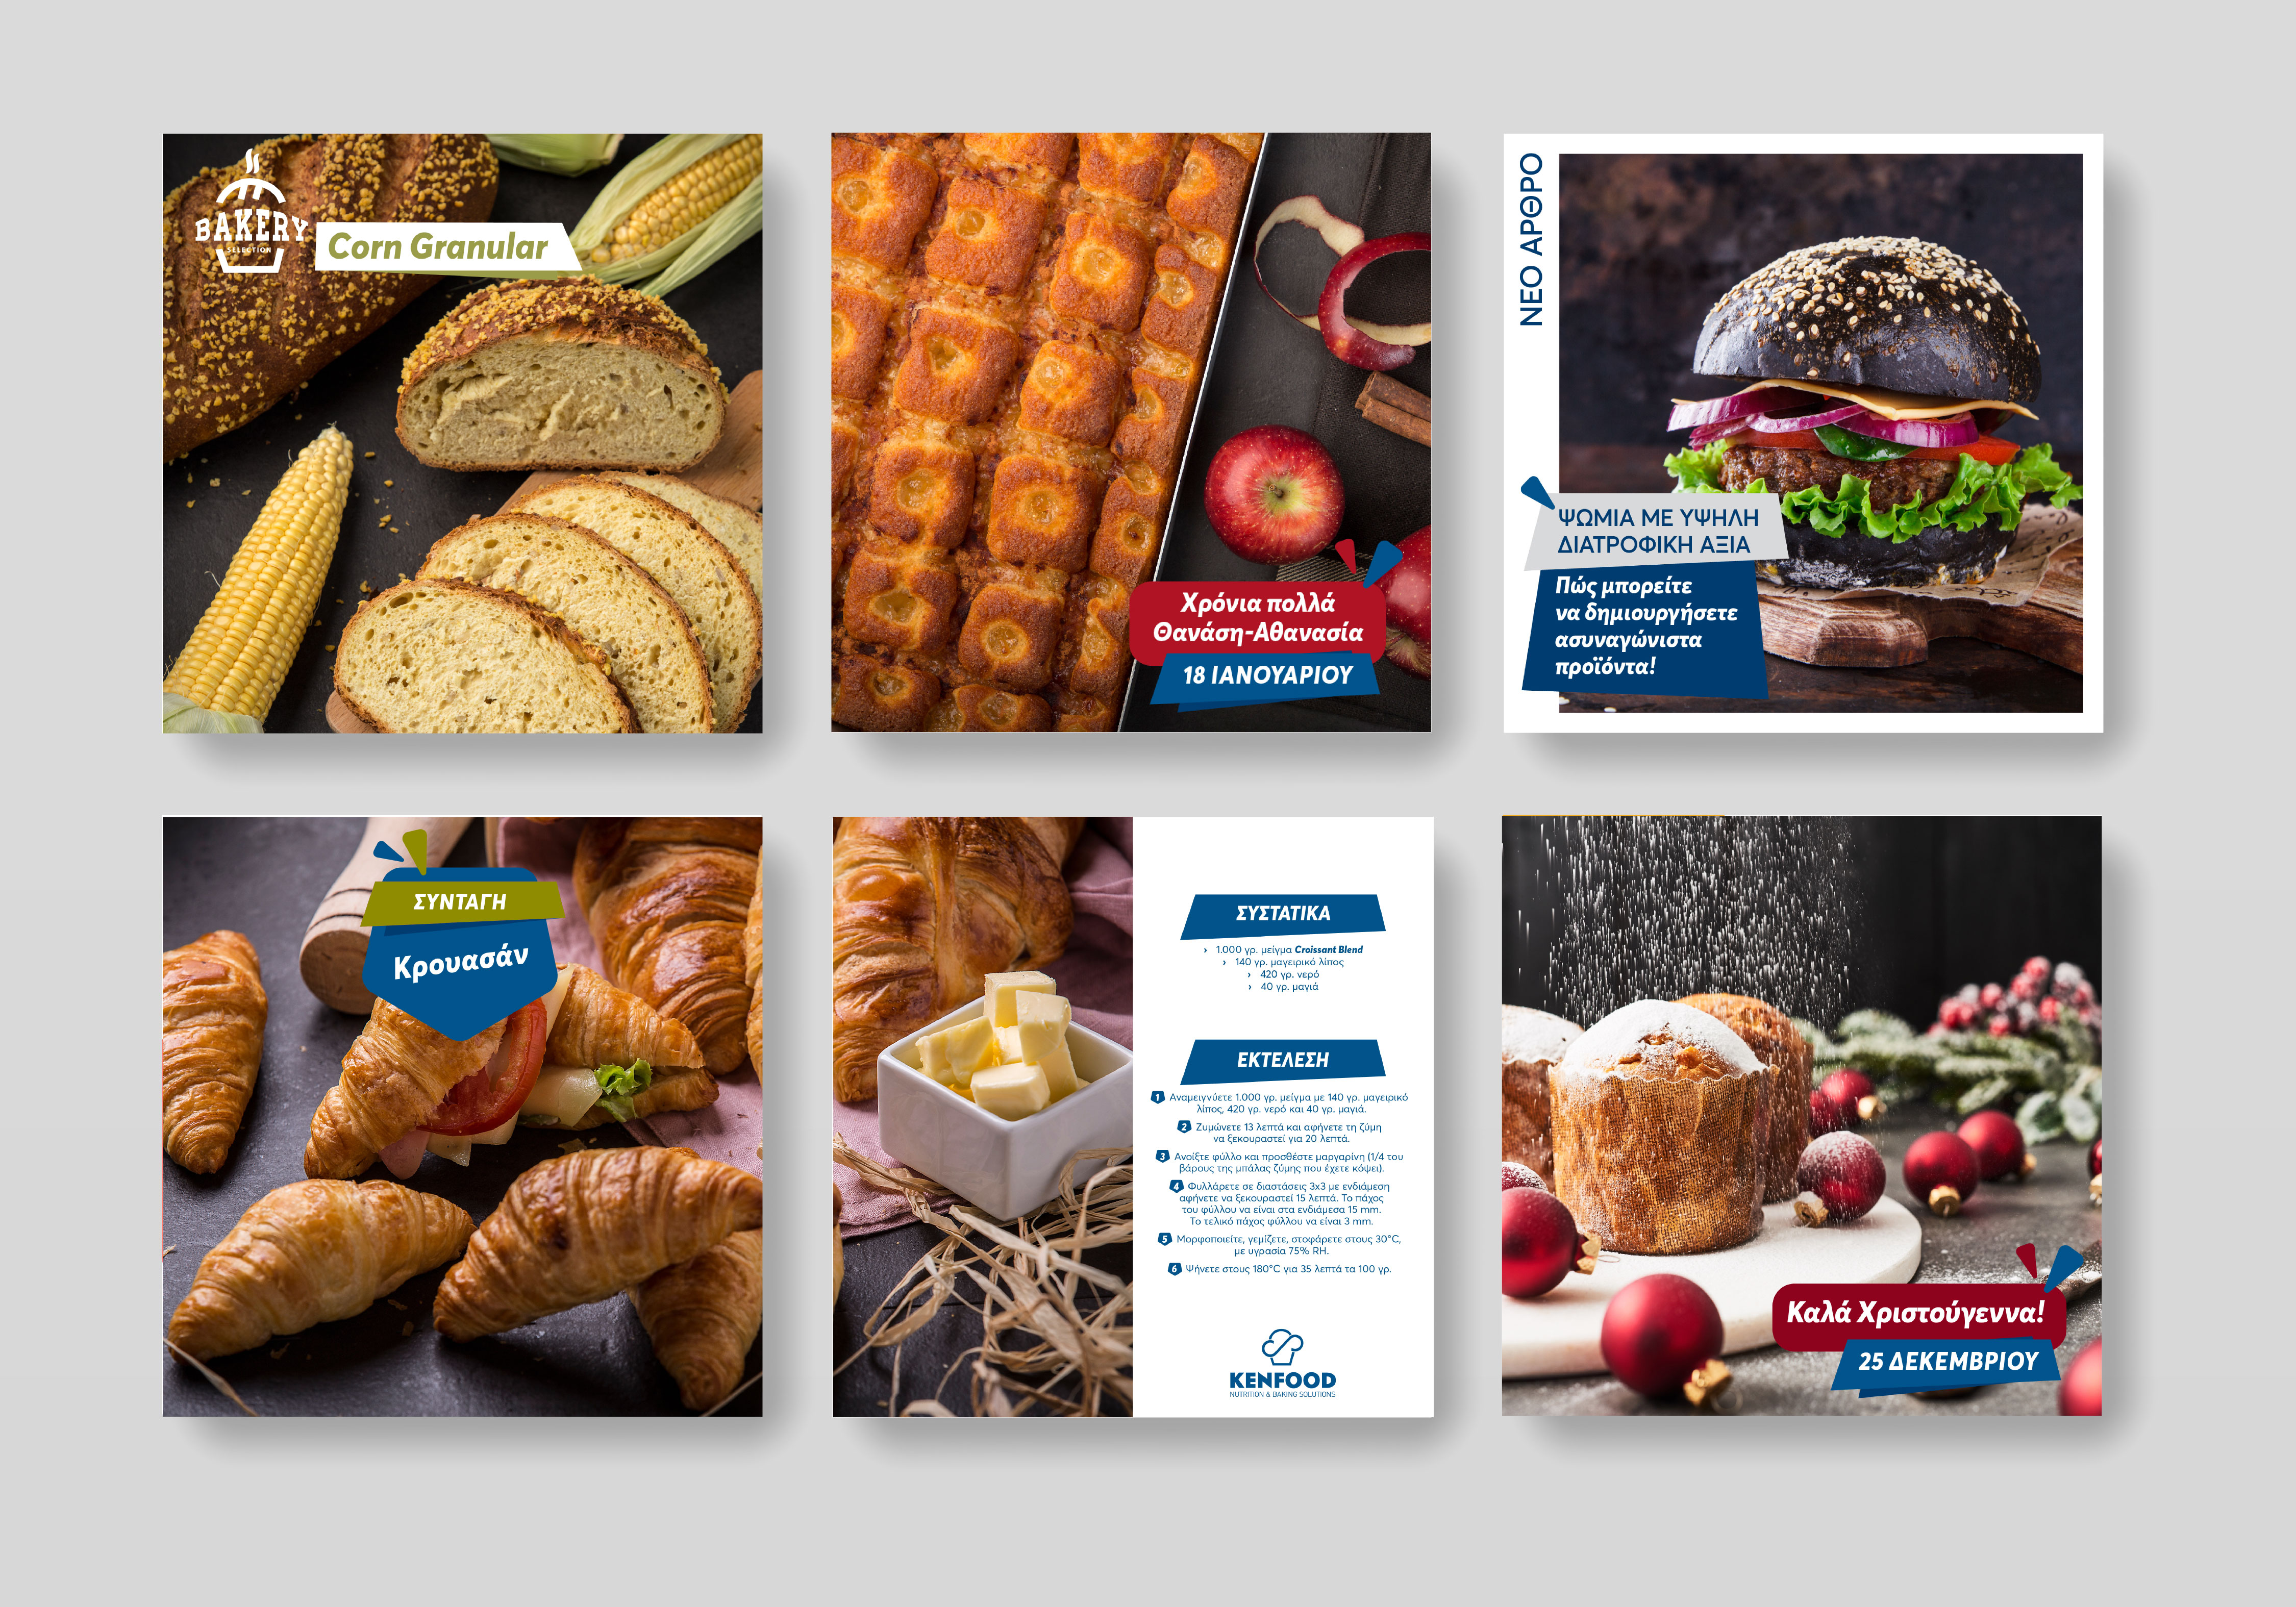 BAKERY
SELECTION
Corn Granular
Χρόνια πολλά
Θανάση-Αθανασία
18 ΙΑΝΟΥΑΡΙΟΥ
ΝΕΟ ΑΡΘΡΟ
ΨΩΜΙΑ ΜΕ ΥΨΗΛΗ
ΔΙΑΤΡΟΦΙΚΗ ΑΞΙΑ
Πώς μπορείτε
να δημιουργήσετε
ασυναγώνιστα
προϊόντα!
ΣΥΝΤΑΓΗ
Κρουασάν
ΣΥΣΤΑΤΙΚΑ
› 1.000 γρ. μείγμα Croissant Blend
› 140 γρ. μαγειρικό λίπος
› 420 γρ. νερό
› 40 γρ. μαγιά
ΕΚΤΕΛΕΣΗ
1 Αναμειγνύετε 1.000 γρ. μείγμα με 140 γρ. μαγειρικό
λίπος, 420 γρ. νερό και 40 γρ. μαγιά.
2 Ζυμώνετε 13 λεπτά και αφήνετε τη ζύμη
να ξεκουραστεί για 20 λεπτά.
3 Ανοίξτε φύλλο και προσθέστε μαργαρίνη (1/4 του
βάρους της μπάλας ζύμης που έχετε κόψει).
4 Φυλλάρετε σε διαστάσεις 3x3 με ενδιάμεση
αφήνετε να ξεκουραστεί 15 λεπτά. Το πάχος
του φύλλου να είναι στα ενδιάμεσα 15 mm.
Το τελικό πάχος φύλλου να είναι 3 mm.
5 Μορφοποιείτε, γεμίζετε, στοφάρετε στους 30°C,
με υγρασία 75% RH.
6 Ψήνετε στους 180°C για 35 λεπτά τα 100 γρ.
KENFOOD
NUTRITION & BAKING SOLUTIONS
Καλά Χριστούγεννα!
25 ΔΕΚΕΜΒΡΙΟΥ